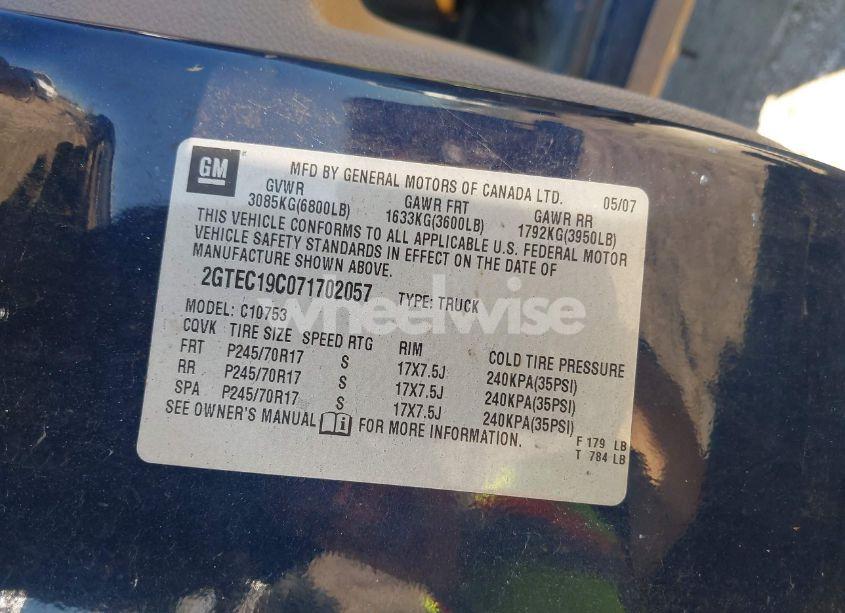 GM
MFD BY GENERAL MOTORS OF CANADA LTD. 05/07
GVWR GAWR FRT GAWR RR
3085KG(6800LB) 1633KG(3600LB) 1792KG(3950LB)
THIS VEHICLE CONFORMS TO ALL APPLICABLE U.S. FEDERAL MOTOR
VEHICLE SAFETY STANDARDS IN EFFECT ON THE DATE OF
MANUFACTURE SHOWN ABOVE.
2GTEC19C071702057 TYPE: TRUCK
MODEL: C10753
CQVK TIRE SIZE SPEED RTG RIM COLD TIRE PRESSURE
FRT P245/70R17 S 17X7.5J 240KPA(35PSI)
RR P245/70R17 S 17X7.5J 240KPA(35PSI)
SPA P245/70R17 S 17X7.5J 240KPA(35PSI)
SEE OWNER'S MANUAL FOR MORE INFORMATION.
F 179 LB
T 784 LB
wheelwise